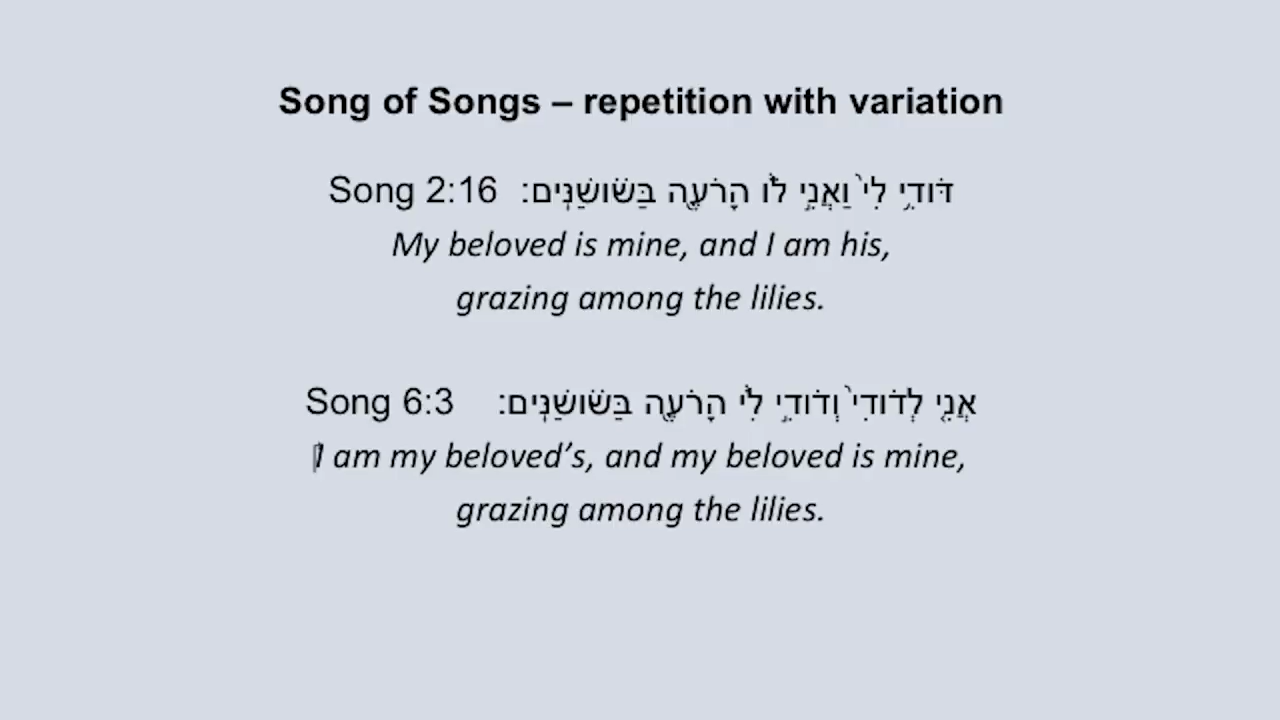 Song of Songs – repetition with variation
Song 2:16 דּוֹדִ֥י לִי֙ וַאֲנִ֣י ל֔וֹ הָרֹעֶ֖ה בַּשּׁוֹשַׁנִּֽים׃
My beloved is mine, and I am his,
grazing among the lilies.
Song 6:3 אֲנִ֤י לְדוֹדִי֙ וְדוֹדִ֣י לִ֔י הָרֹעֶ֖ה בַּשּׁוֹשַׁנִּֽים׃
I am my beloved’s, and my beloved is mine,
grazing among the lilies.